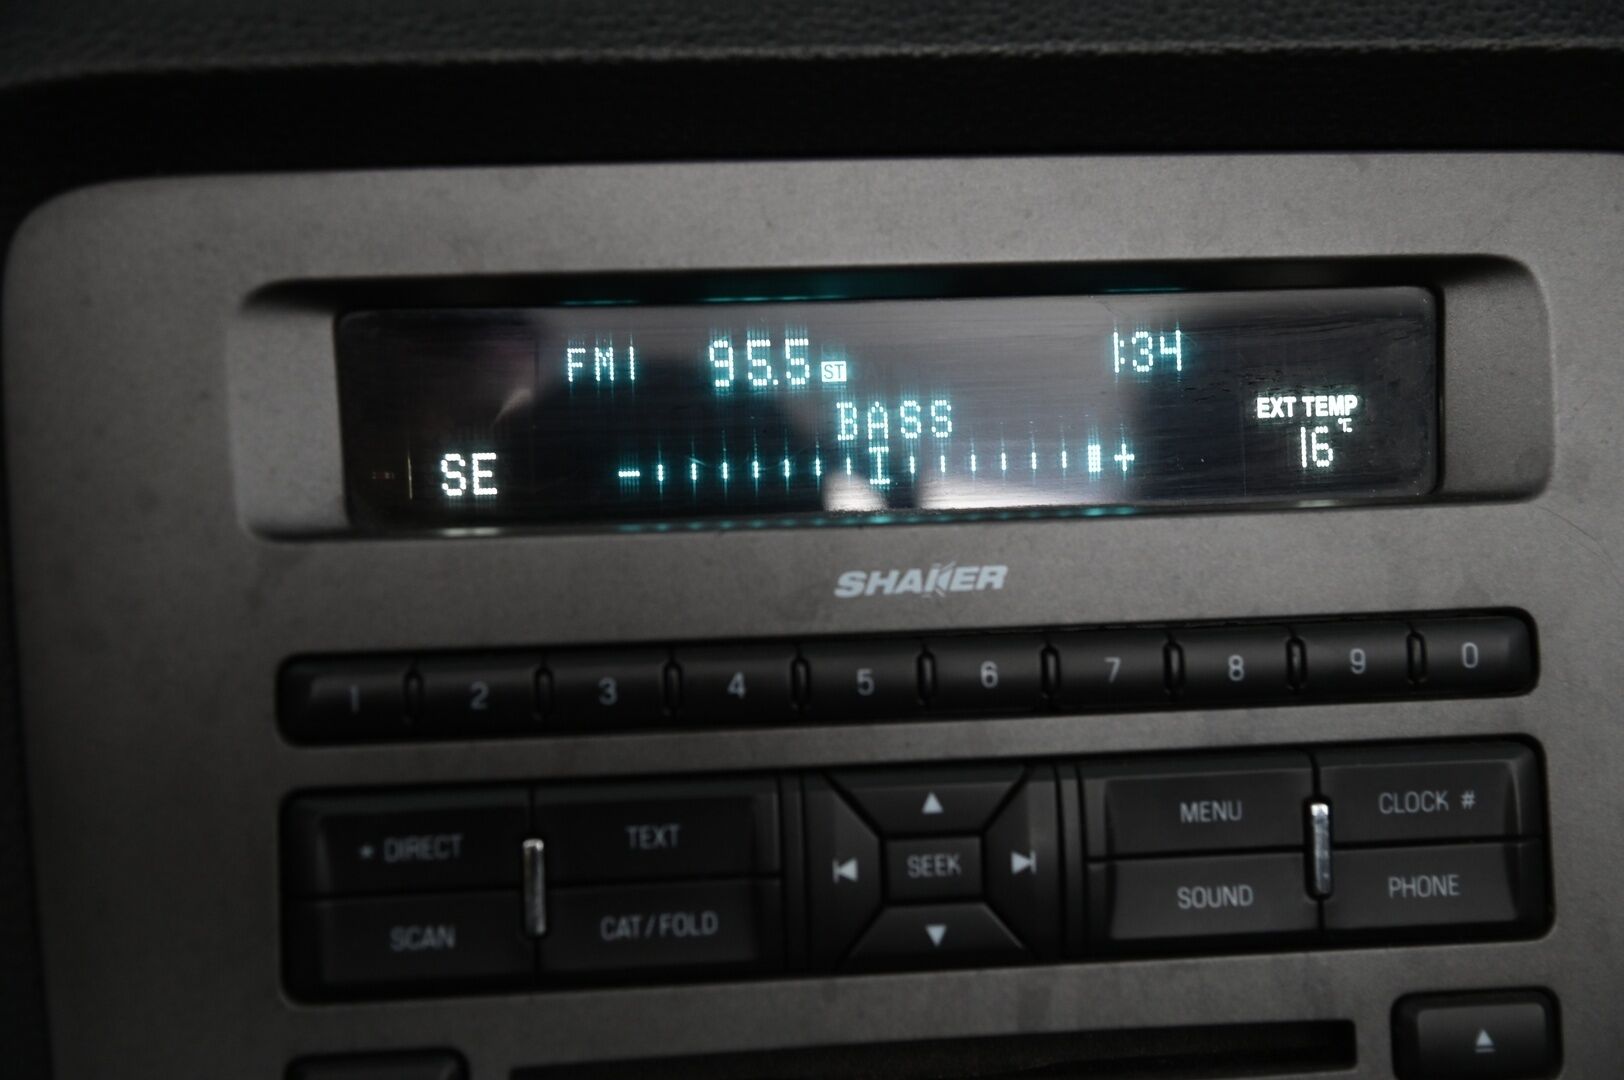 FM1 95.5 ST 1:34
BASS
EXT TEMP
SE - + 16 °C
SHAKER
1 2 3 4 5 6 7 8 9 0
* DIRECT TEXT MENU CLOCK #
SEEK
SCAN CAT/FOLD SOUND PHONE